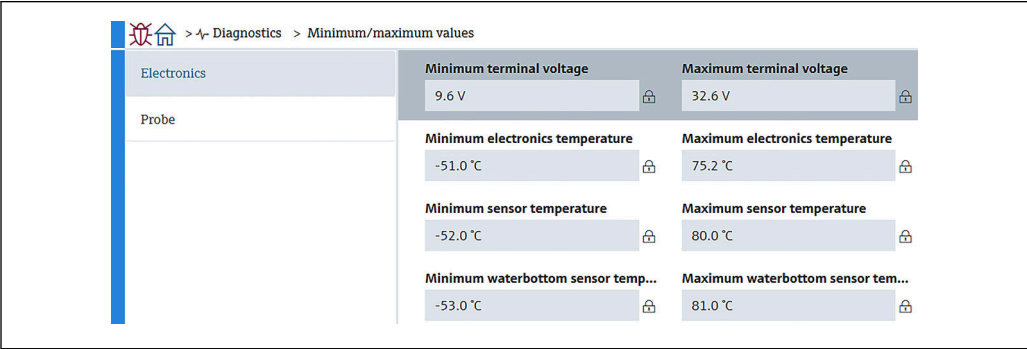 > Diagnostics > Minimum/maximum values
Electronics
Probe
Minimum terminal voltage Maximum terminal voltage
9.6 V 32.6 V
Minimum electronics temperature Maximum electronics temperature
-51.0 °C 75.2 °C
Minimum sensor temperature Maximum sensor temperature
-52.0 °C 80.0 °C
Minimum waterbottom sensor temp... Maximum waterbottom sensor tem...
-53.0 °C 81.0 °C